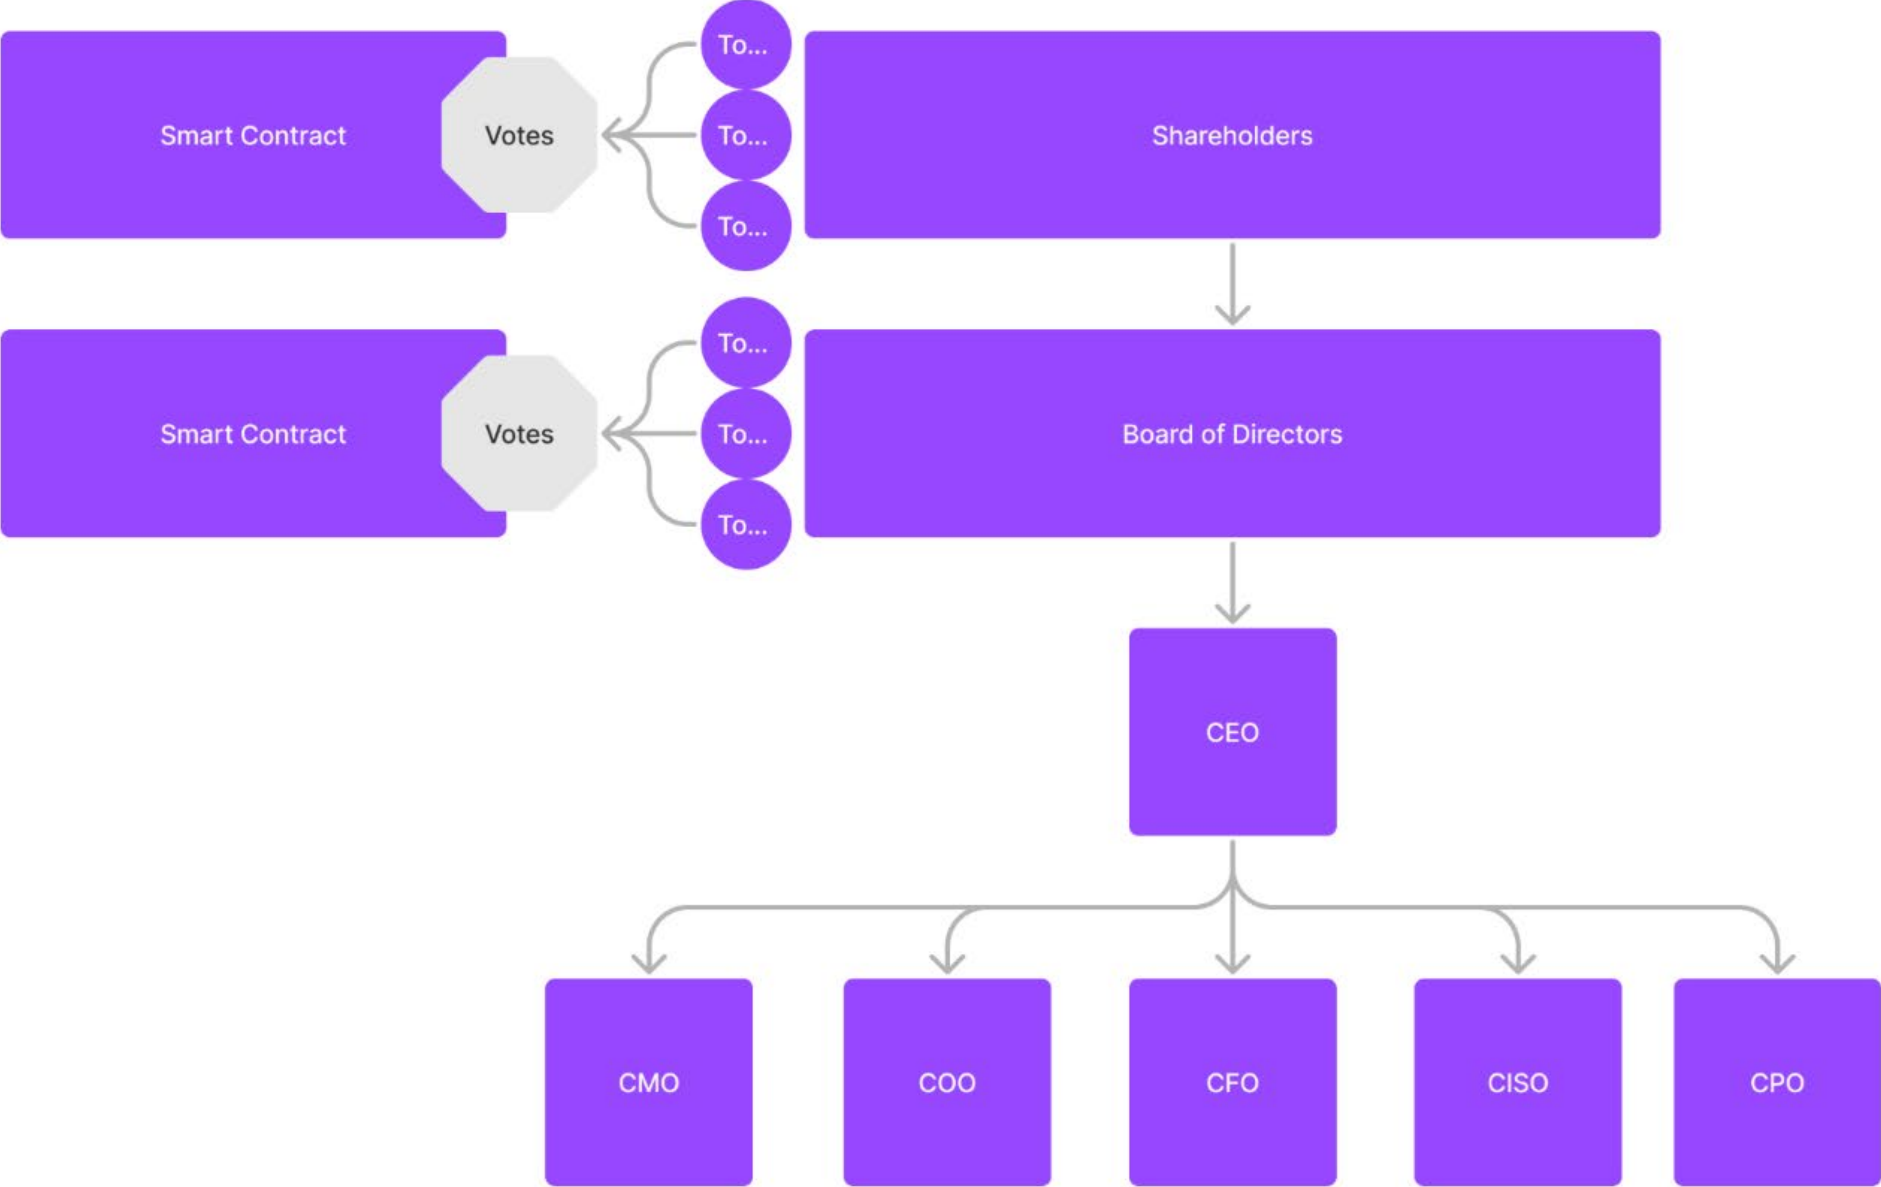 To...
Smart Contract
Votes
To...
Shareholders
To...
To...
Smart Contract
Votes
To...
Board of Directors
To...
CEO
CMO
COO
CFO
CISO
CPO